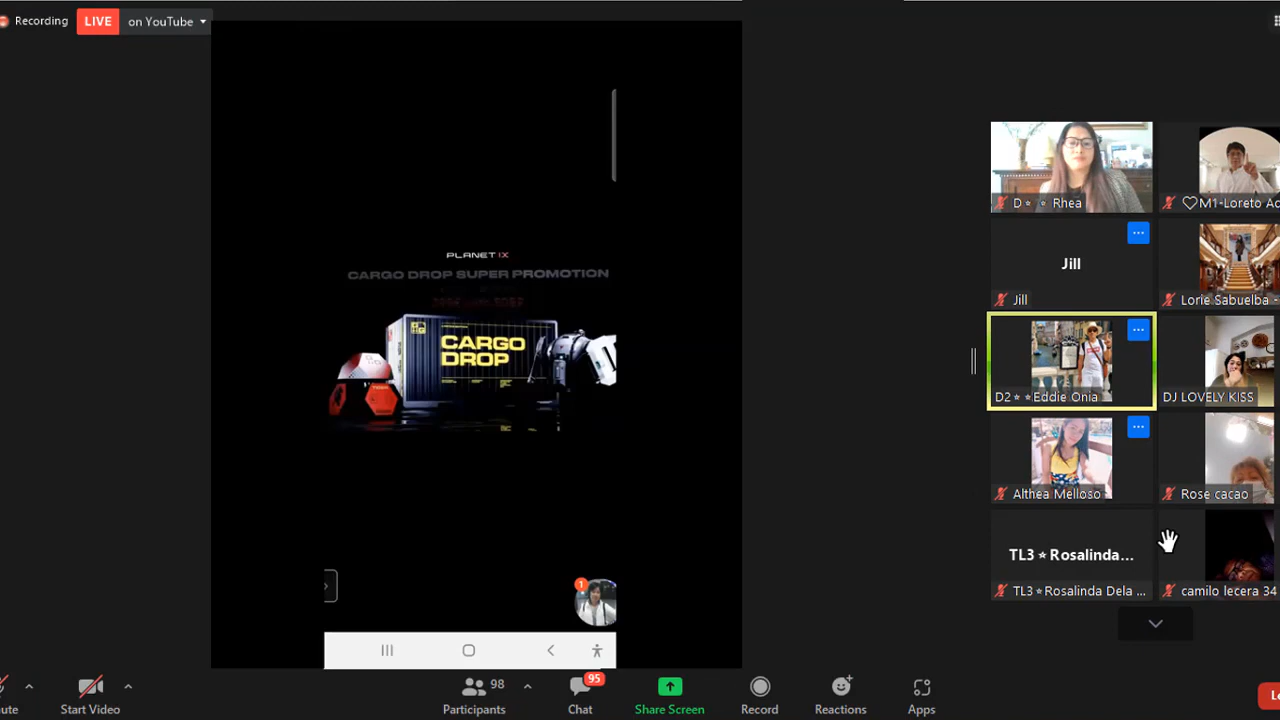 Recording
LIVE on YouTube
PLANET IX
CARGO DROP SUPER PROMOTION
CARGO
DROP
1
D⭐ ⭐ Rhea
♡M1-Loreto Ac
Jill
Jill
Lorie Sabuelba -
D2⭐ ⭐Eddie Onia
DJ LOVELY KISS
Althea Melloso
Rose cacao
TL3⭐Rosalinda...
TL3⭐Rosalinda Dela ...
camilo lecera 34
ute
Start Video
98
Participants
95
Chat
Share Screen
Record
Reactions
Apps